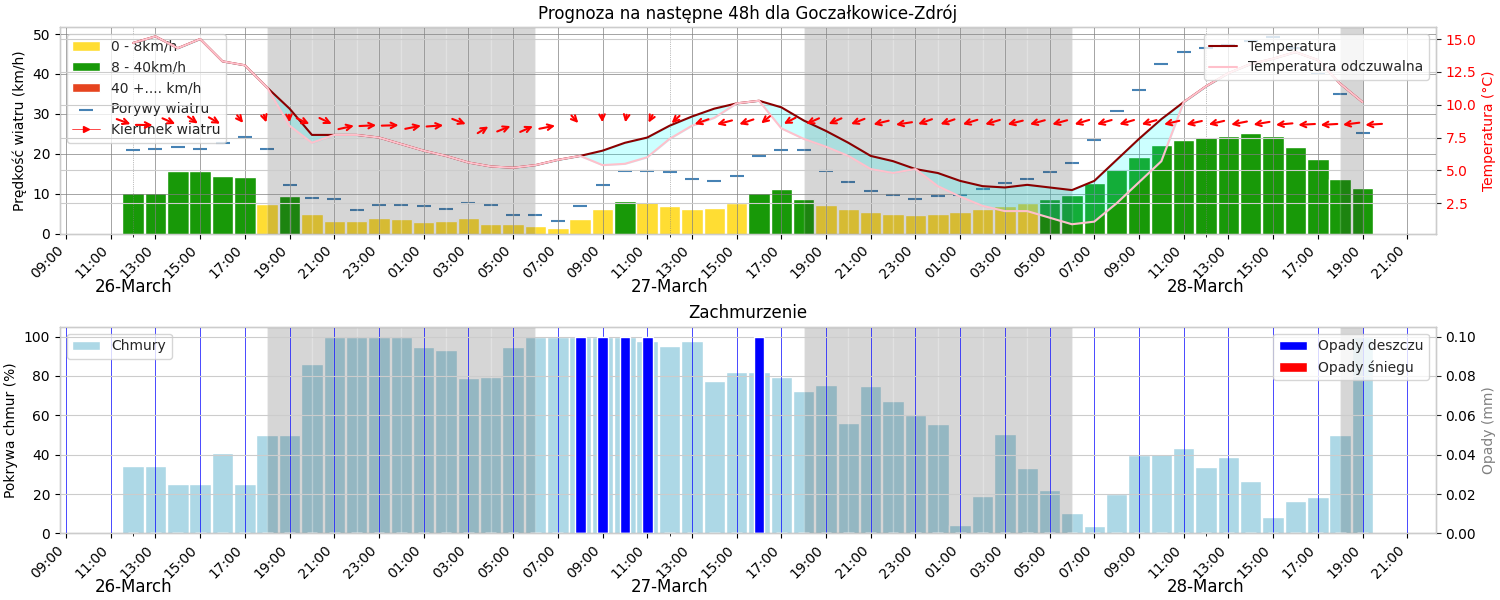 Prognoza na następne 48h dla Goczałkowice-Zdrój
Prędkość wiatru (km/h)
50
40
30
20
10
0
0 - 8km/h
8 - 40km/h
40 +.... km/h
Porywy wiatru
Kierunek wiatru
Temperatura
Temperatura odczuwalna
15.0
12.5
10.0
7.5
5.0
2.5
Temperatura (°C)
09:00 11:00 13:00 15:00 17:00 19:00 21:00 23:00 01:00 03:00 05:00 07:00 09:00 11:00 13:00 15:00 17:00 19:00 21:00 23:00 01:00 03:00 05:00 07:00 09:00 11:00 13:00 15:00 17:00 19:00 21:00
26-March 27-March 28-March
Zachmurzenie
Pokrywa chmur (%)
100
80
60
40
20
0
Chmury
Opady deszczu
Opady śniegu
0.10
0.08
0.06
0.04
0.02
0.00
Opady (mm)
09:00 11:00 13:00 15:00 17:00 19:00 21:00 23:00 01:00 03:00 05:00 07:00 09:00 11:00 13:00 15:00 17:00 19:00 21:00 23:00 01:00 03:00 05:00 07:00 09:00 11:00 13:00 15:00 17:00 19:00 21:00
26-March 27-March 28-March